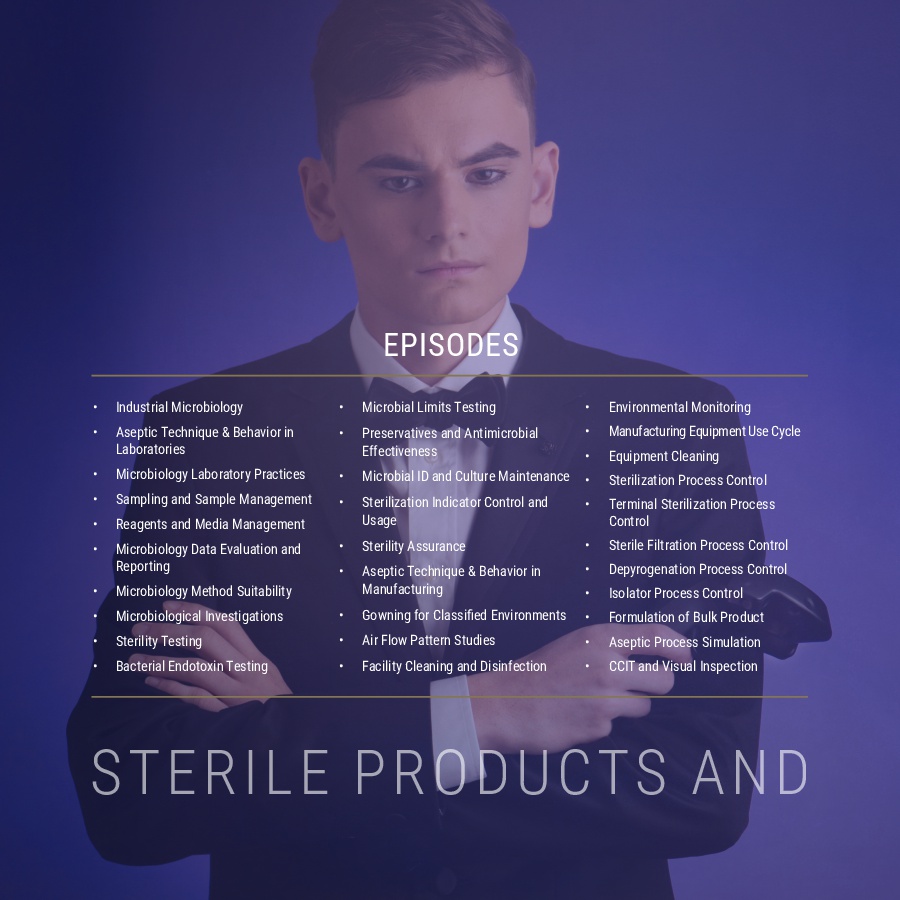 EPISODES
• Industrial Microbiology
• Aseptic Technique & Behavior in
Laboratories
• Microbiology Laboratory Practices
• Sampling and Sample Management
• Reagents and Media Management
• Microbiology Data Evaluation and
Reporting
• Microbiology Method Suitability
• Microbiological Investigations
• Sterility Testing
• Bacterial Endotoxin Testing
• Microbial Limits Testing
• Preservatives and Antimicrobial
Effectiveness
• Microbial ID and Culture Maintenance
• Sterilization Indicator Control and
Usage
• Sterility Assurance
• Aseptic Technique & Behavior in
Manufacturing
• Gowning for Classified Environments
• Air Flow Pattern Studies
• Facility Cleaning and Disinfection
• Environmental Monitoring
• Manufacturing Equipment Use Cycle
• Equipment Cleaning
• Sterilization Process Control
• Terminal Sterilization Process
Control
• Sterile Filtration Process Control
• Depyrogenation Process Control
• Isolator Process Control
• Formulation of Bulk Product
• Aseptic Process Simulation
• CCIT and Visual Inspection
STERILE PRODUCTS AND